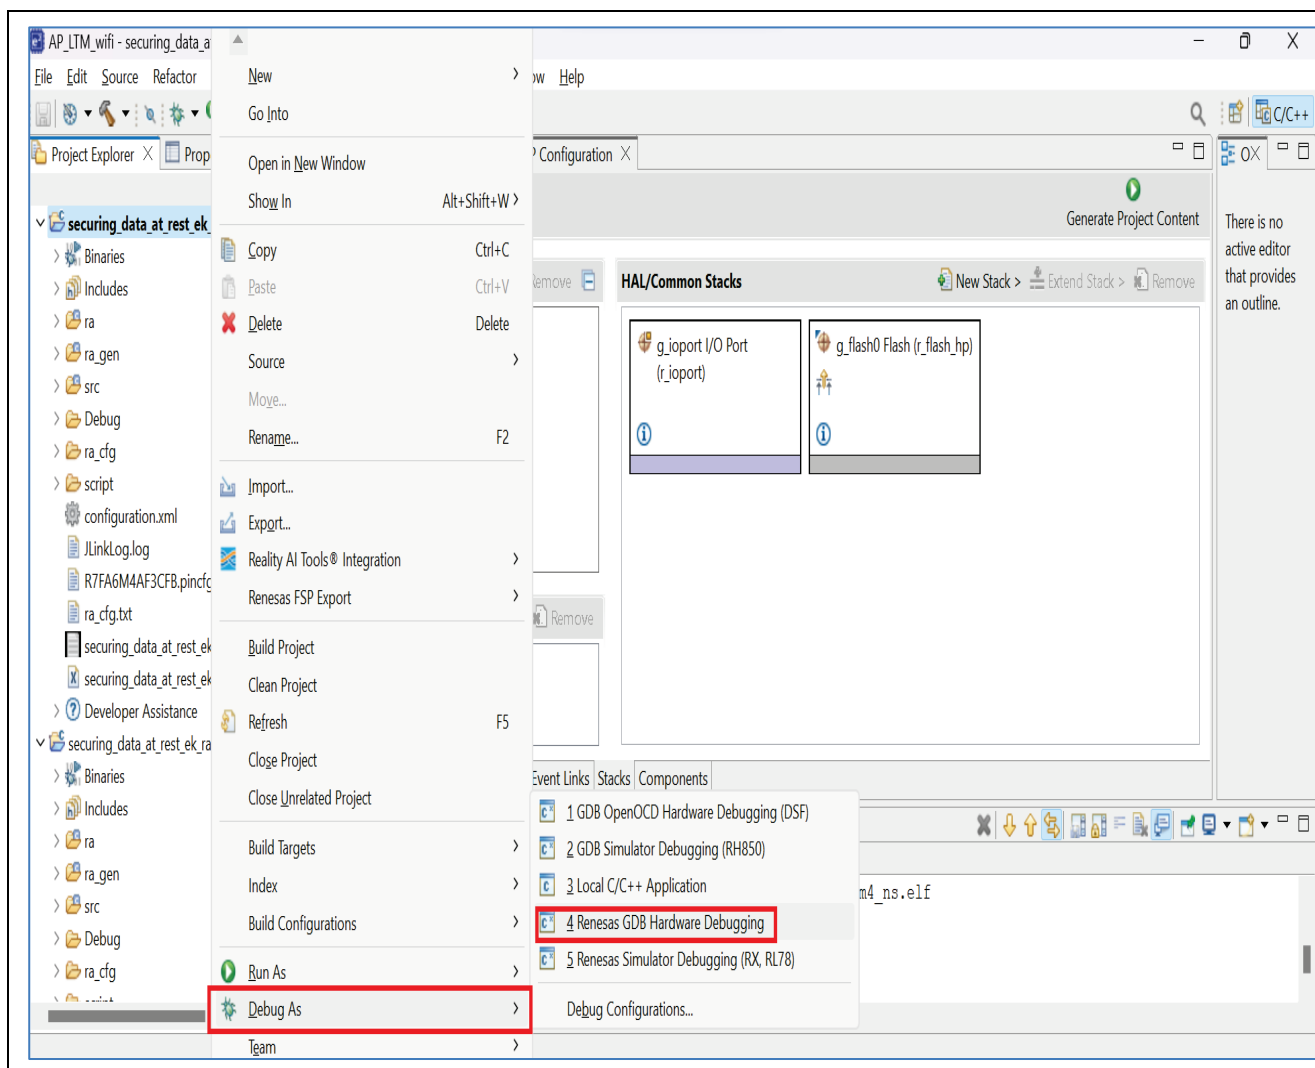 AP_LTM_wifi - securing_data_a
File Edit Source Refactor
ow Help
C/C++
Project Explorer
Prop
P Configuration
Generate Project Content
securing_data_at_rest_ek_
Binaries
Includes
ra
ra_gen
src
Debug
ra_cfg
script
configuration.xml
JLinkLog.log
R7FA6M4AF3CFB.pincfg
ra_cfg.txt
securing_data_at_rest_ek
securing_data_at_rest_ek
Developer Assistance
securing_data_at_rest_ek_ra
Binaries
Includes
ra
ra_gen
src
Debug
ra_cfg
script
New
Go Into
Open in New Window
Show In Alt+Shift+W
Copy Ctrl+C
Paste Ctrl+V
Delete Delete
Source
Move...
Rename... F2
Import...
Export...
Reality AI Tools® Integration
Renesas FSP Export
Build Project
Clean Project
Refresh F5
Close Project
Close Unrelated Project
Build Targets
Index
Build Configurations
Run As
Debug As
Team
Remove
HAL/Common Stacks
New Stack > Extend Stack > Remove
g_ioport I/O Port
(r_ioport)
g_flash0 Flash (r_flash_hp)
Remove
Event Links Stacks Components
1 GDB OpenOCD Hardware Debugging (DSF)
2 GDB Simulator Debugging (RH850)
3 Local C/C++ Application
4 Renesas GDB Hardware Debugging
5 Renesas Simulator Debugging (RX, RL78)
Debug Configurations...
m4_ns.elf
There is no
active editor
that provides
an outline.